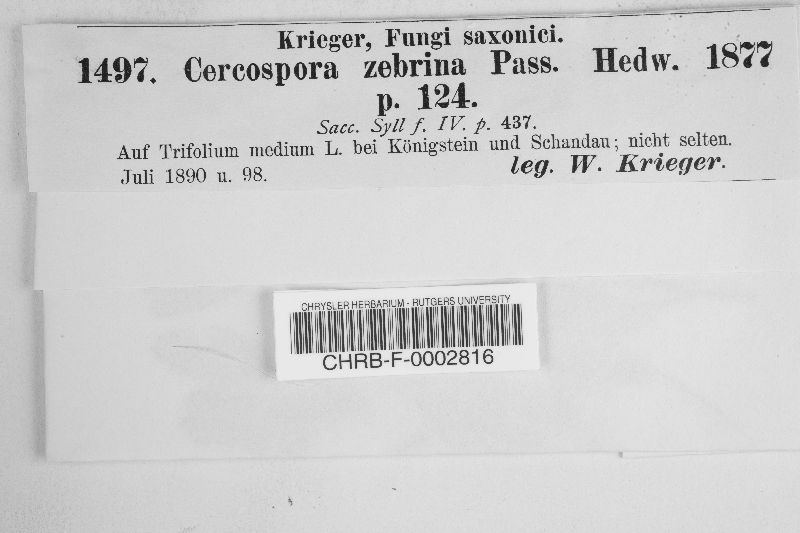 Krieger, Fungi saxonici.
1497. Cercospora zebrina Pass. Hedw. 1877
p. 124.
Sacc. Syll f. IV. p. 437.
Auf Trifolium medium L. bei Königstein und Schandau; nicht selten.
Juli 1890 u. 98. leg. W. Krieger.
CHRYSLER HERBARIUM - RUTGERS UNIVERSITY
CHRB-F-0002816